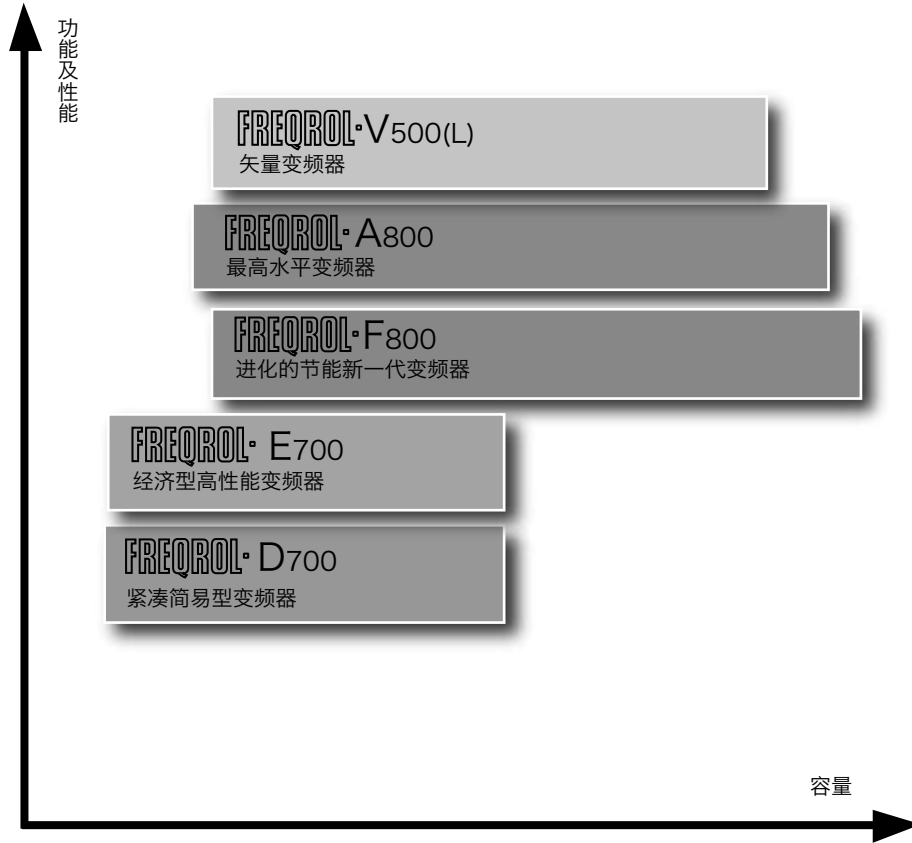 功能及性能
FREQROL·V500(L)
矢量变频器
FREQROL·A800
最高水平变频器
FREQROL·F800
进化的节能新一代变频器
FREQROL·E700
经济型高性能变频器
FREQROL·D700
紧凑简易型变频器
容量